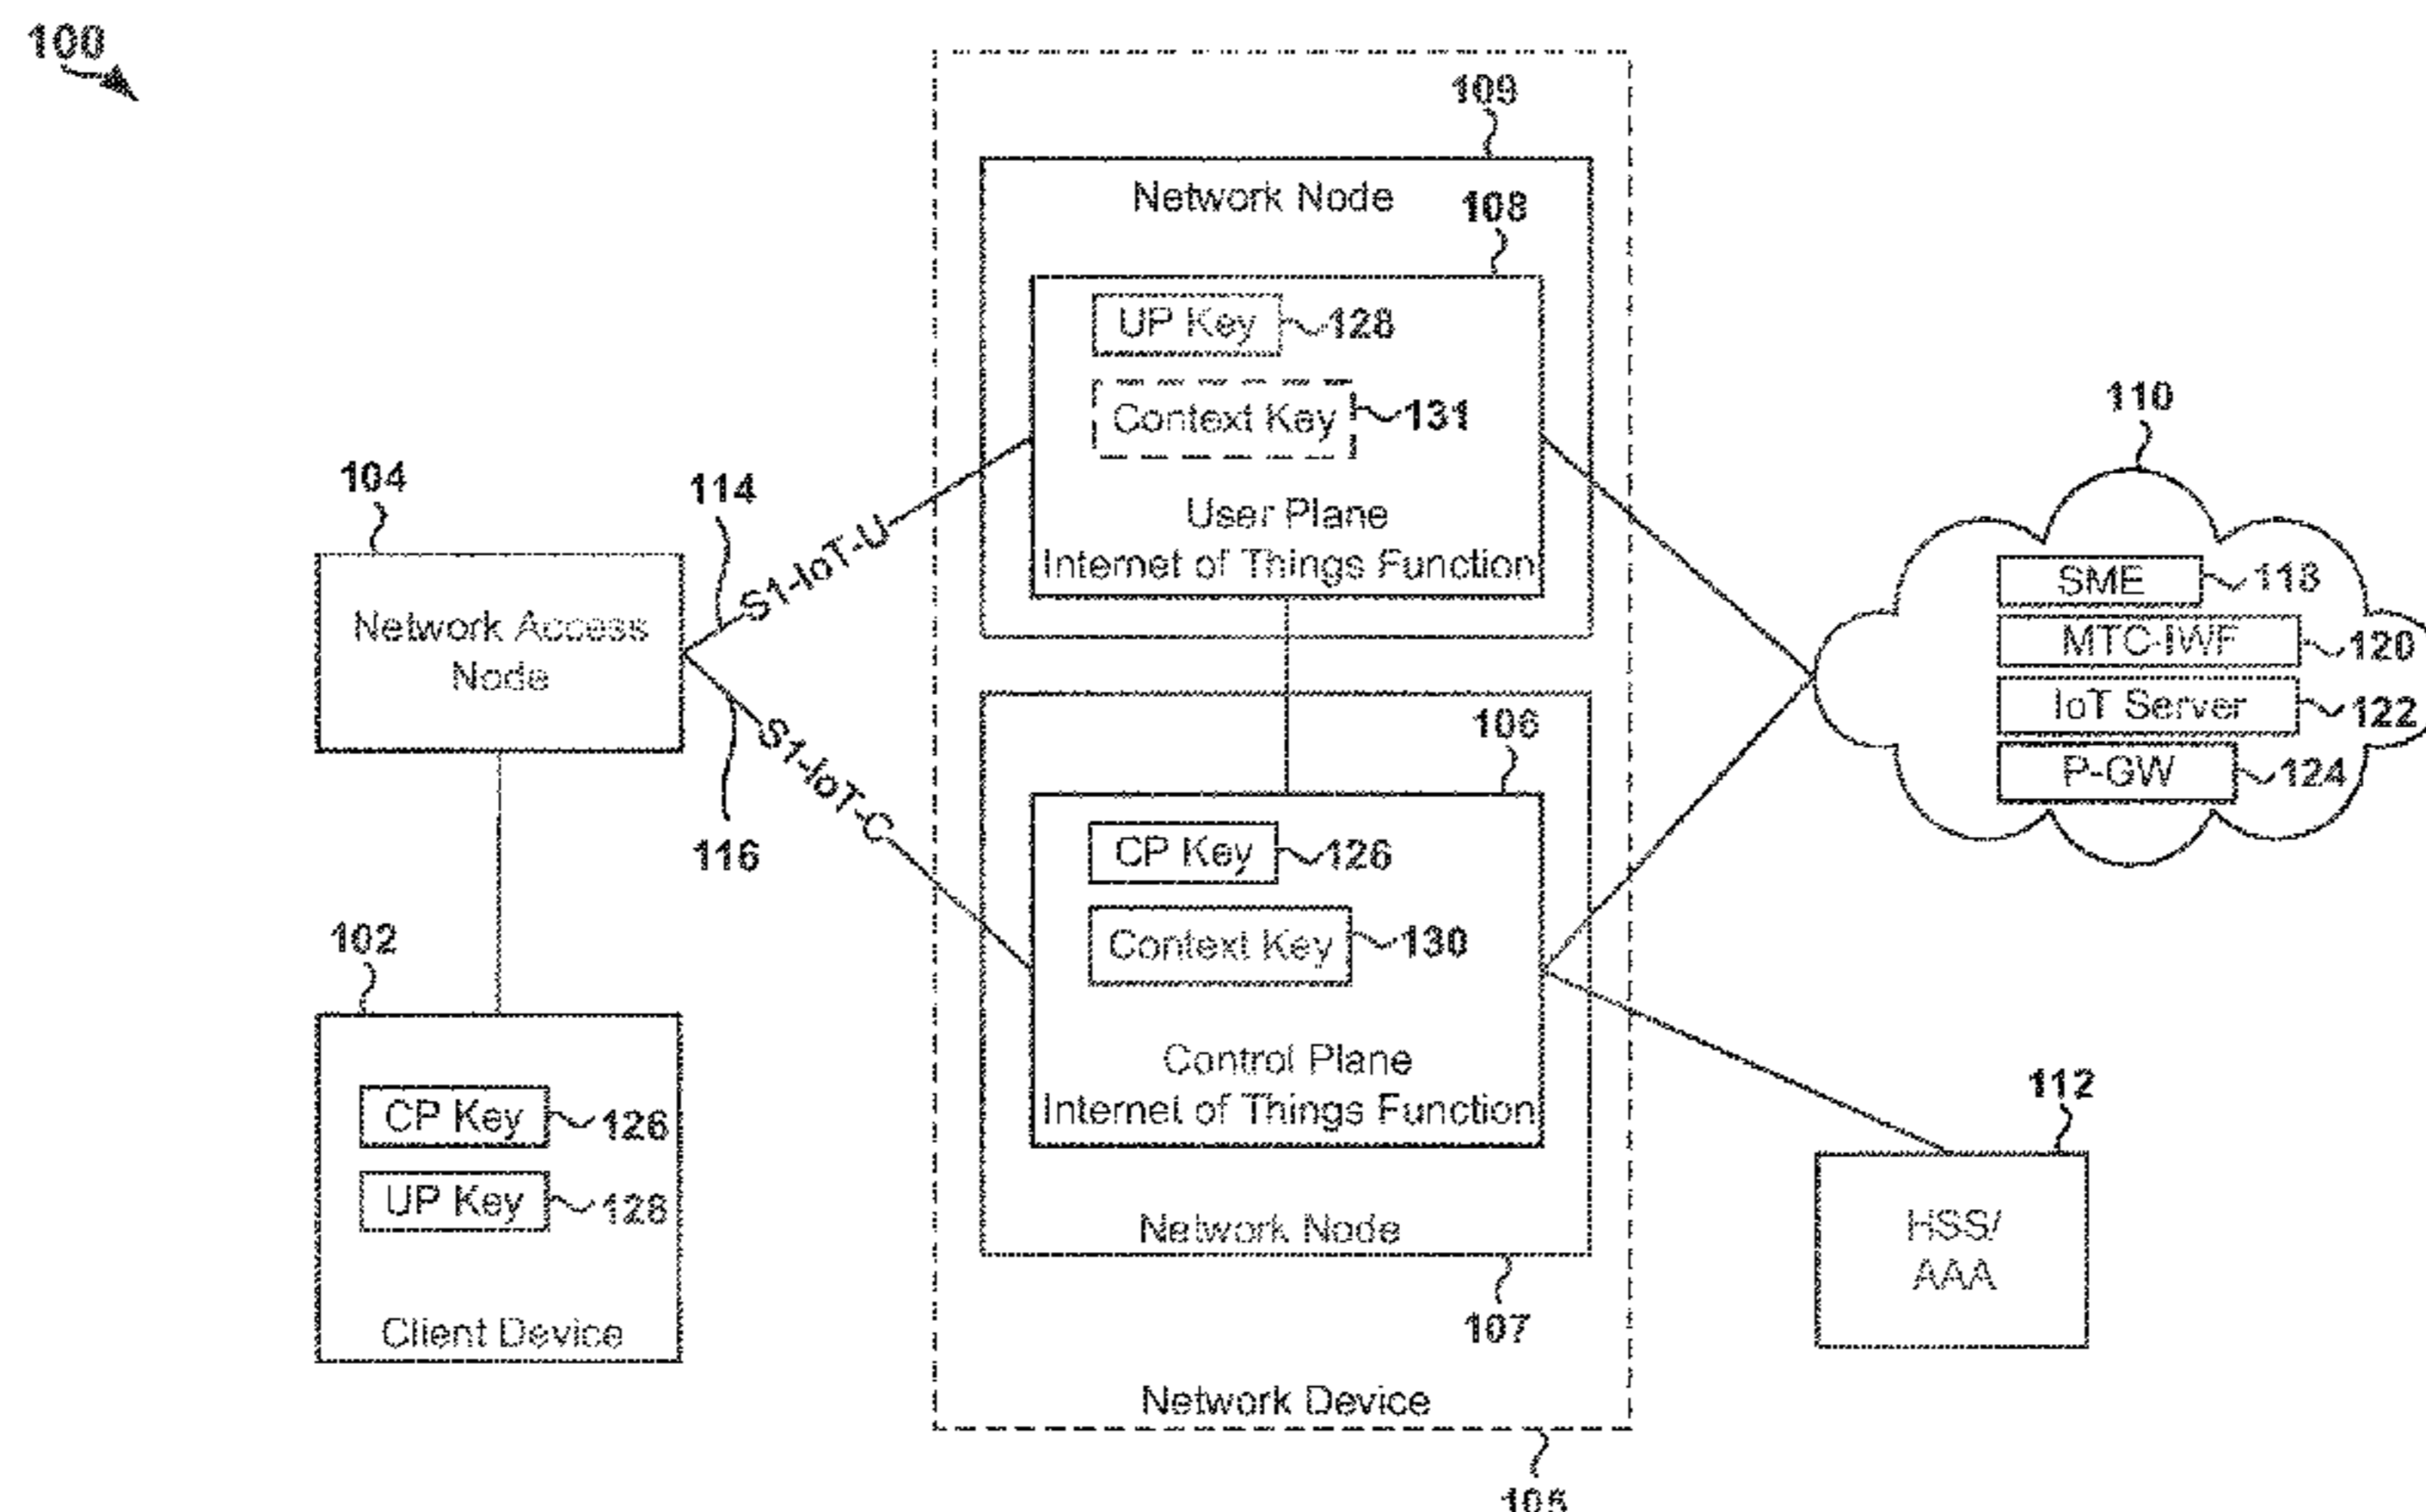 100
109
Network Node
108
UP Key
128
Context Key
131
User Plane
Internet of Things Function
104
Network Access
Node
114
S1-IoT-U
116
S1-IoT-C
110
SME
118
MTC-IWF
120
IoT Server
122
P-GW
124
106
CP Key
126
Context Key
130
Control Plane
Internet of Things Function
Network Node
107
Network Device
105
102
CP Key
126
UP Key
128
Client Device
112
HSS/
AAA